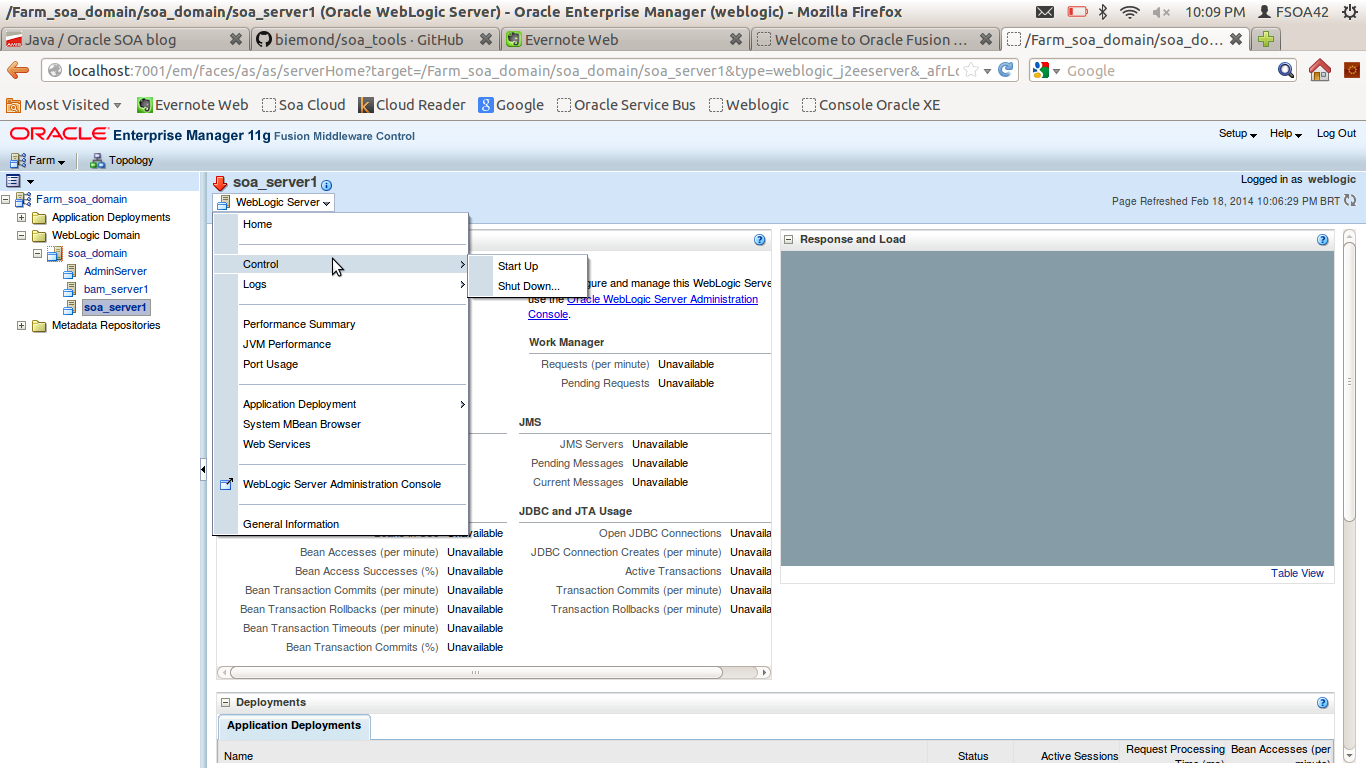 /Farm_soa_domain/soa_domain/soa_server1 (Oracle WebLogic Server) - Oracle Enterprise Manager (weblogic) - Mozilla Firefox
10:09 PM FSOA42
Java / Oracle SOA blog
biemond/soa_tools · GitHub
Evernote Web
Welcome to Oracle Fusion ...
/Farm_soa_domain/soa_do...
localhost:7001/em/faces/as/as/serverHome?target=/Farm_soa_domain/soa_domain/soa_server1&type=weblogic_j2eeserver&_afrLo
Google
Most Visited
Evernote Web
Soa Cloud
Cloud Reader
Google
Oracle Service Bus
Weblogic
Console Oracle XE
ORACLE Enterprise Manager 11g Fusion Middleware Control
Setup Help Log Out
Farm Topology
Farm_soa_domain
Application Deployments
WebLogic Domain
soa_domain
AdminServer
bam_server1
soa_server1
Metadata Repositories
soa_server1
Logged in as weblogic
WebLogic Server
Page Refreshed Feb 18, 2014 10:06:29 PM BRT
Home
Control
Logs
Performance Summary
JVM Performance
Port Usage
Application Deployment
System MBean Browser
Web Services
WebLogic Server Administration Console
General Information
Start Up
Shut Down...
gure and manage this WebLogic Serve
use the Oracle WebLogic Server Administration
Console.
Work Manager
Requests (per minute) Unavailable
Pending Requests Unavailable
JMS
JMS Servers Unavailable
Pending Messages Unavailable
Current Messages Unavailable
JDBC and JTA Usage
Open JDBC Connections Unavaila
JDBC Connection Creates (per minute) Unavaila
Active Transactions Unavaila
Transaction Commits (per minute) Unavaila
Transaction Rollbacks (per minute) Unavaila
Beans in Use Unavailable
Bean Accesses (per minute) Unavailable
Bean Access Successes (%) Unavailable
Bean Transaction Commits (per minute) Unavailable
Bean Transaction Rollbacks (per minute) Unavailable
Bean Transaction Timeouts (per minute) Unavailable
Bean Transaction Commits (%) Unavailable
Response and Load
Table View
Deployments
Application Deployments
Name
Status
Active Sessions
Request Processing
Time (ms)
Bean Accesses (per
minute)